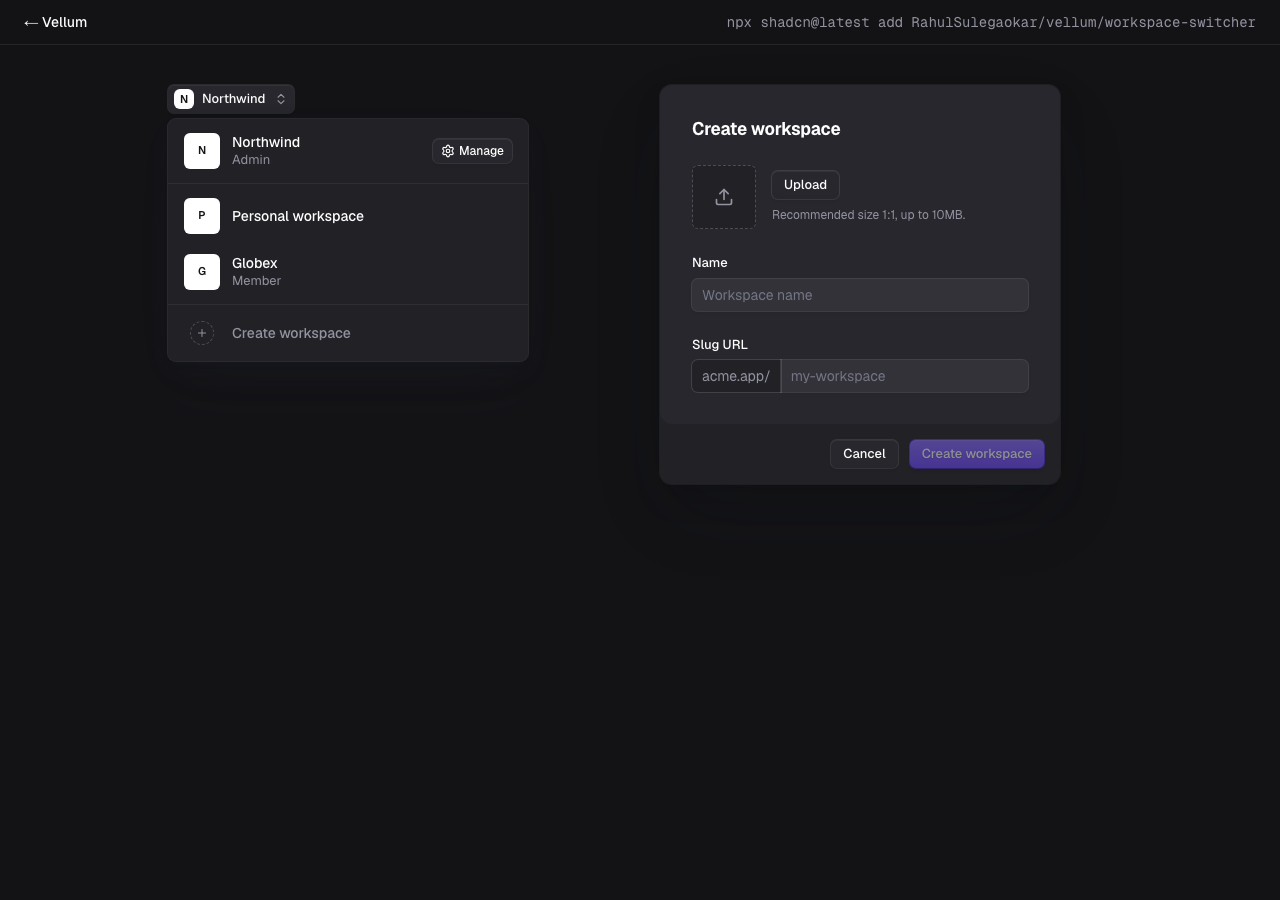 ← Vellum
npx shadcn@latest add RahulSulegaokar/vellum/workspace-switcher
N Northwind
N
Northwind
Admin
Manage
P
Personal workspace
G
Globex
Member
+ Create workspace
Create workspace
Upload
Recommended size 1:1, up to 10MB.
Name
Workspace name
Slug URL
acme.app/ my-workspace
Cancel
Create workspace